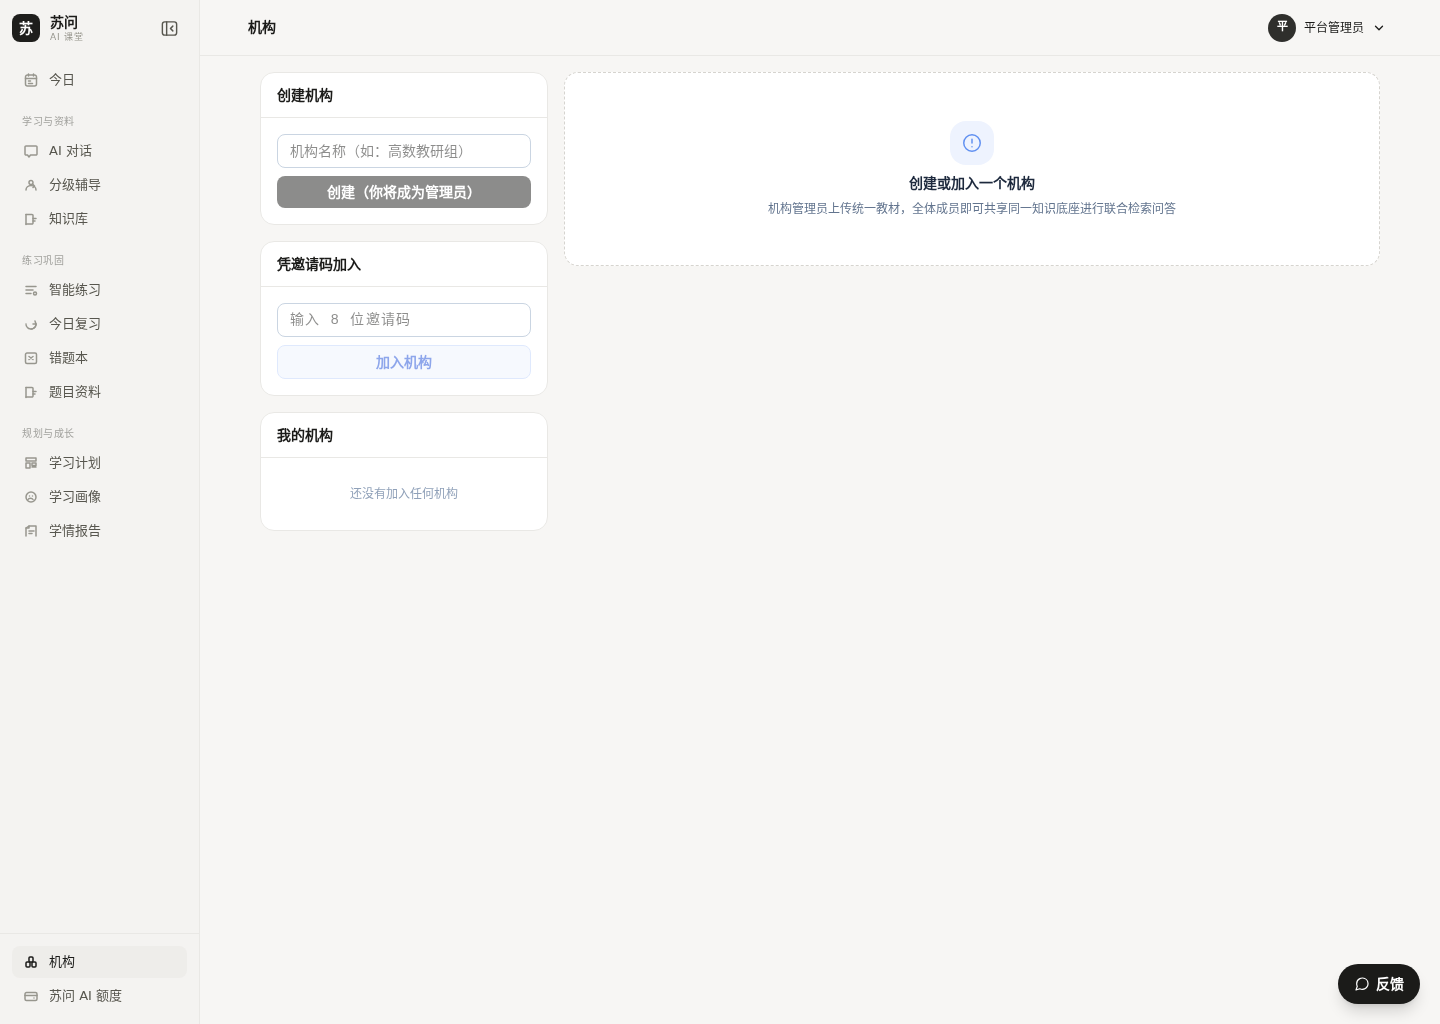 苏
苏问
AI 课堂
今日
学习与资料
AI 对话
分级辅导
知识库
练习巩固
智能练习
今日复习
错题本
题目资料
规划与成长
学习计划
学习画像
学情报告
机构
苏问 AI 额度
机构
平
平台管理员
创建机构
机构名称（如：高数教研组）
创建（你将成为管理员）
凭邀请码加入
输入 8 位邀请码
加入机构
我的机构
还没有加入任何机构
创建或加入一个机构
机构管理员上传统一教材，全体成员即可共享同一知识底座进行联合检索问答
反馈